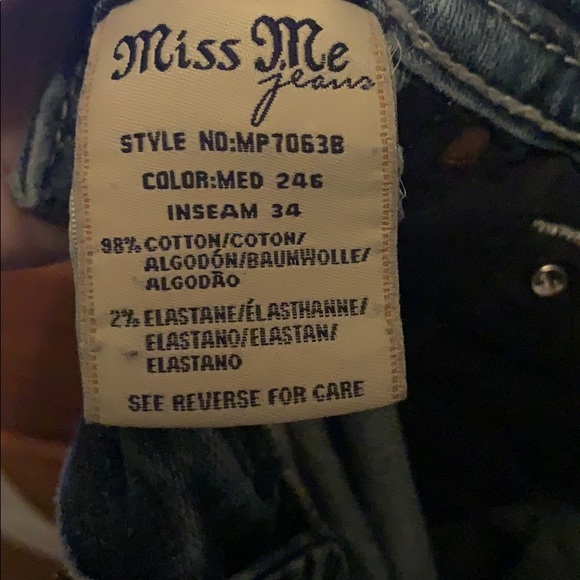 Miss Me
jeans
STYLE NO:MP7063B
COLOR:MED 246
INSEAM 34
98% COTTON/COTON/
ALGODÓN/BAUMWOLLE/
ALGODÃO
2% ELASTANE/ÉLASTHANNE/
ELASTANO/ELASTAN/
ELASTANO
SEE REVERSE FOR CARE